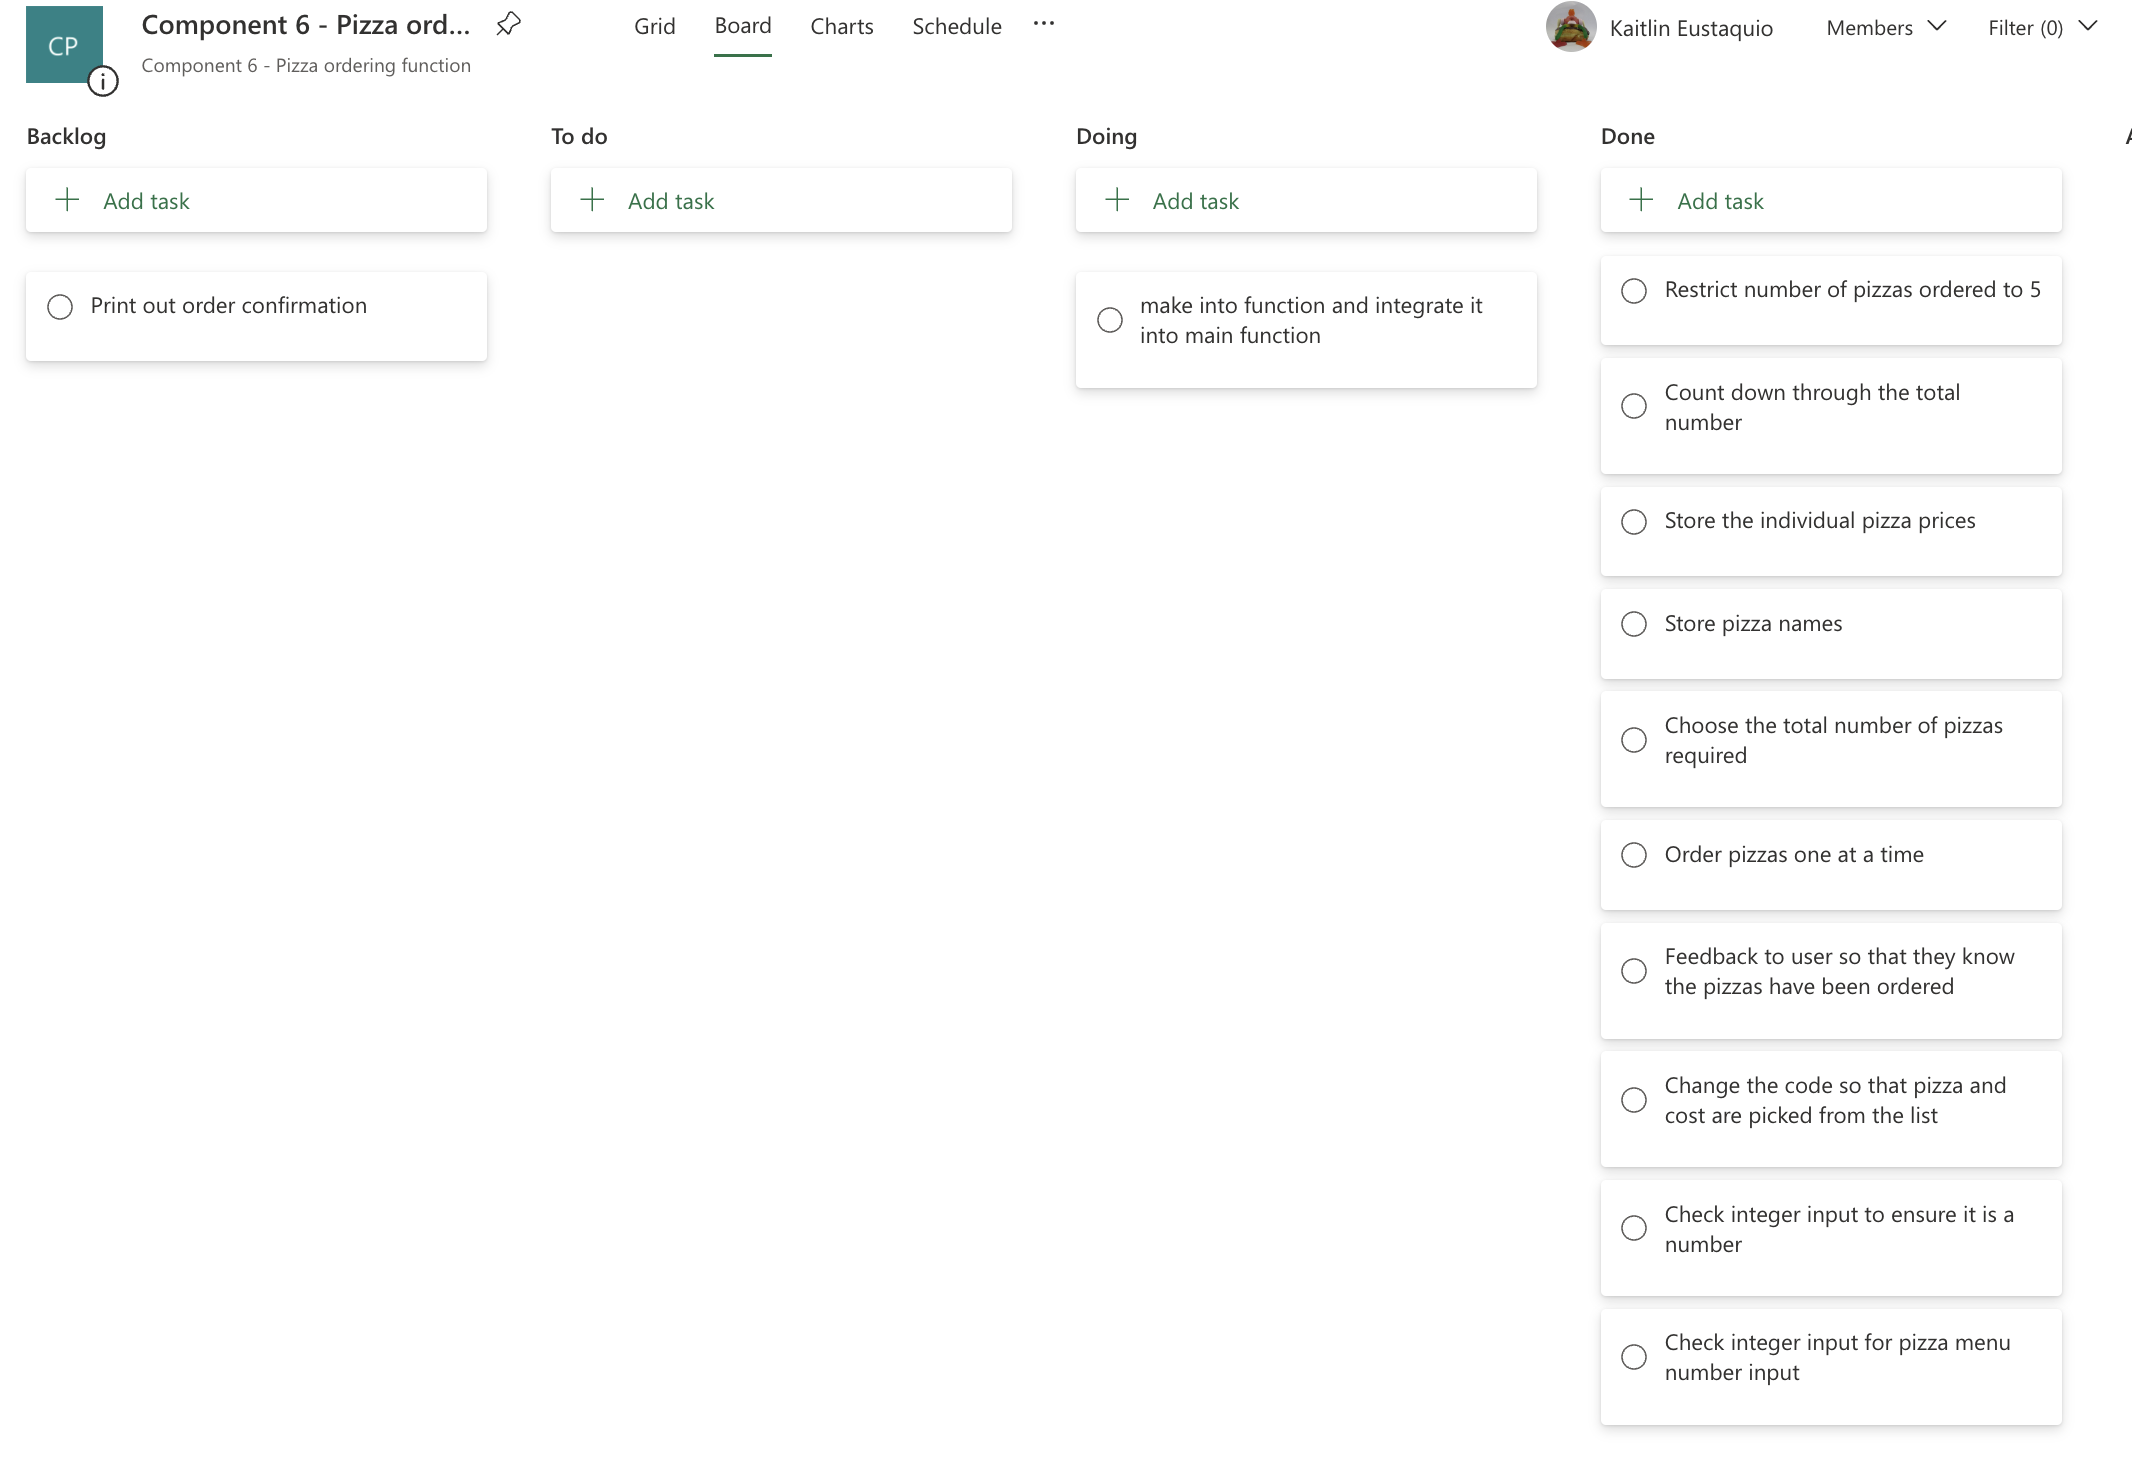 CP
Component 6 - Pizza ord...
Component 6 - Pizza ordering function
Grid
Board
Charts
Schedule
...
Kaitlin Eustaquio
Members
Filter (0)
Backlog
Add task
Print out order confirmation
To do
Add task
Doing
Add task
make into function and integrate it
into main function
Done
Add task
Restrict number of pizzas ordered to 5
Count down through the total
number
Store the individual pizza prices
Store pizza names
Choose the total number of pizzas
required
Order pizzas one at a time
Feedback to user so that they know
the pizzas have been ordered
Change the code so that pizza and
cost are picked from the list
Check integer input to ensure it is a
number
Check integer input for pizza menu
number input